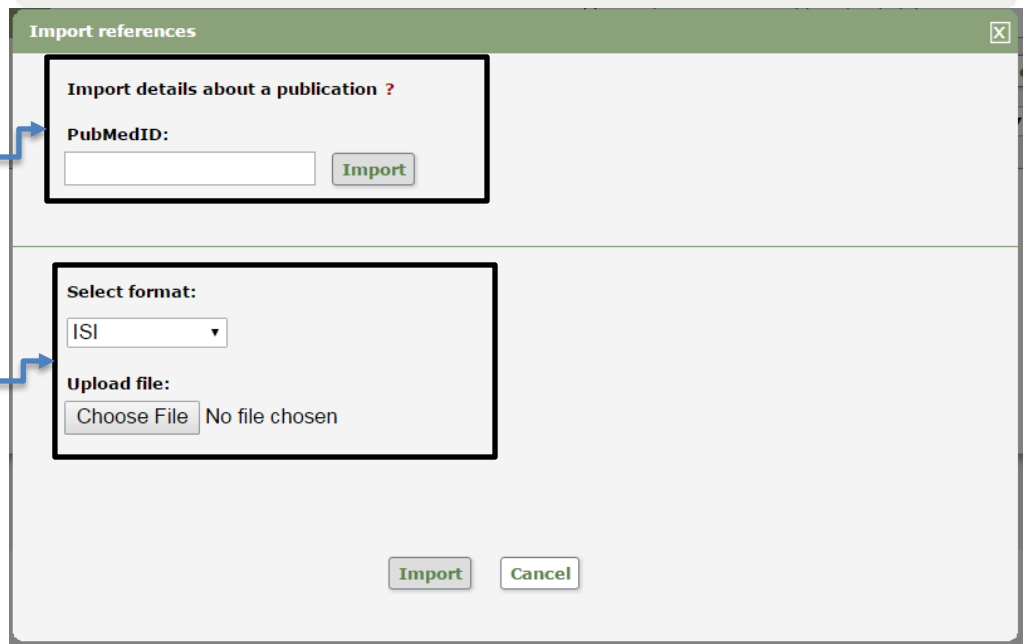 Import references X
Import details about a publication ?
PubMedID:
Import
Select format:
ISI
Upload file:
Choose File No file chosen
Import Cancel